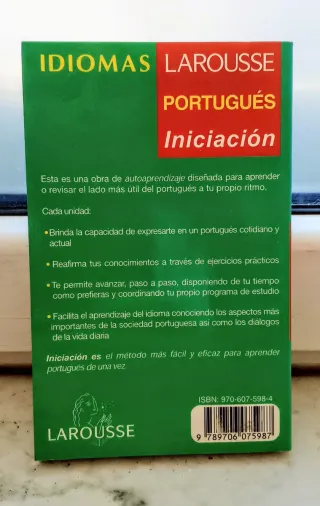 IDIOMAS LAROUSSE
PORTUGUÉS
Iniciación
Esta es una obra de autoaprendizaje diseñada para aprender
o revisar el lado más útil del portugués a tu propio ritmo.
Cada unidad:
• Brinda la capacidad de expresarte en un portugués cotidiano y
actual
• Reafirma tus conocimientos a través de ejercicios prácticos
• Te permite avanzar, paso a paso, disponiendo de tu tiempo
como prefieras y coordinando tu propio programa de estudio
• Facilita el aprendizaje del idioma conociendo los aspectos más
importantes de la sociedad portuguesa así como los diálogos
de la vida diaria
Iniciación es el método más fácil y eficaz para aprender
portugués de una vez.
ISBN: 970-607-598-4
9 789706 075987
LAROUSSE